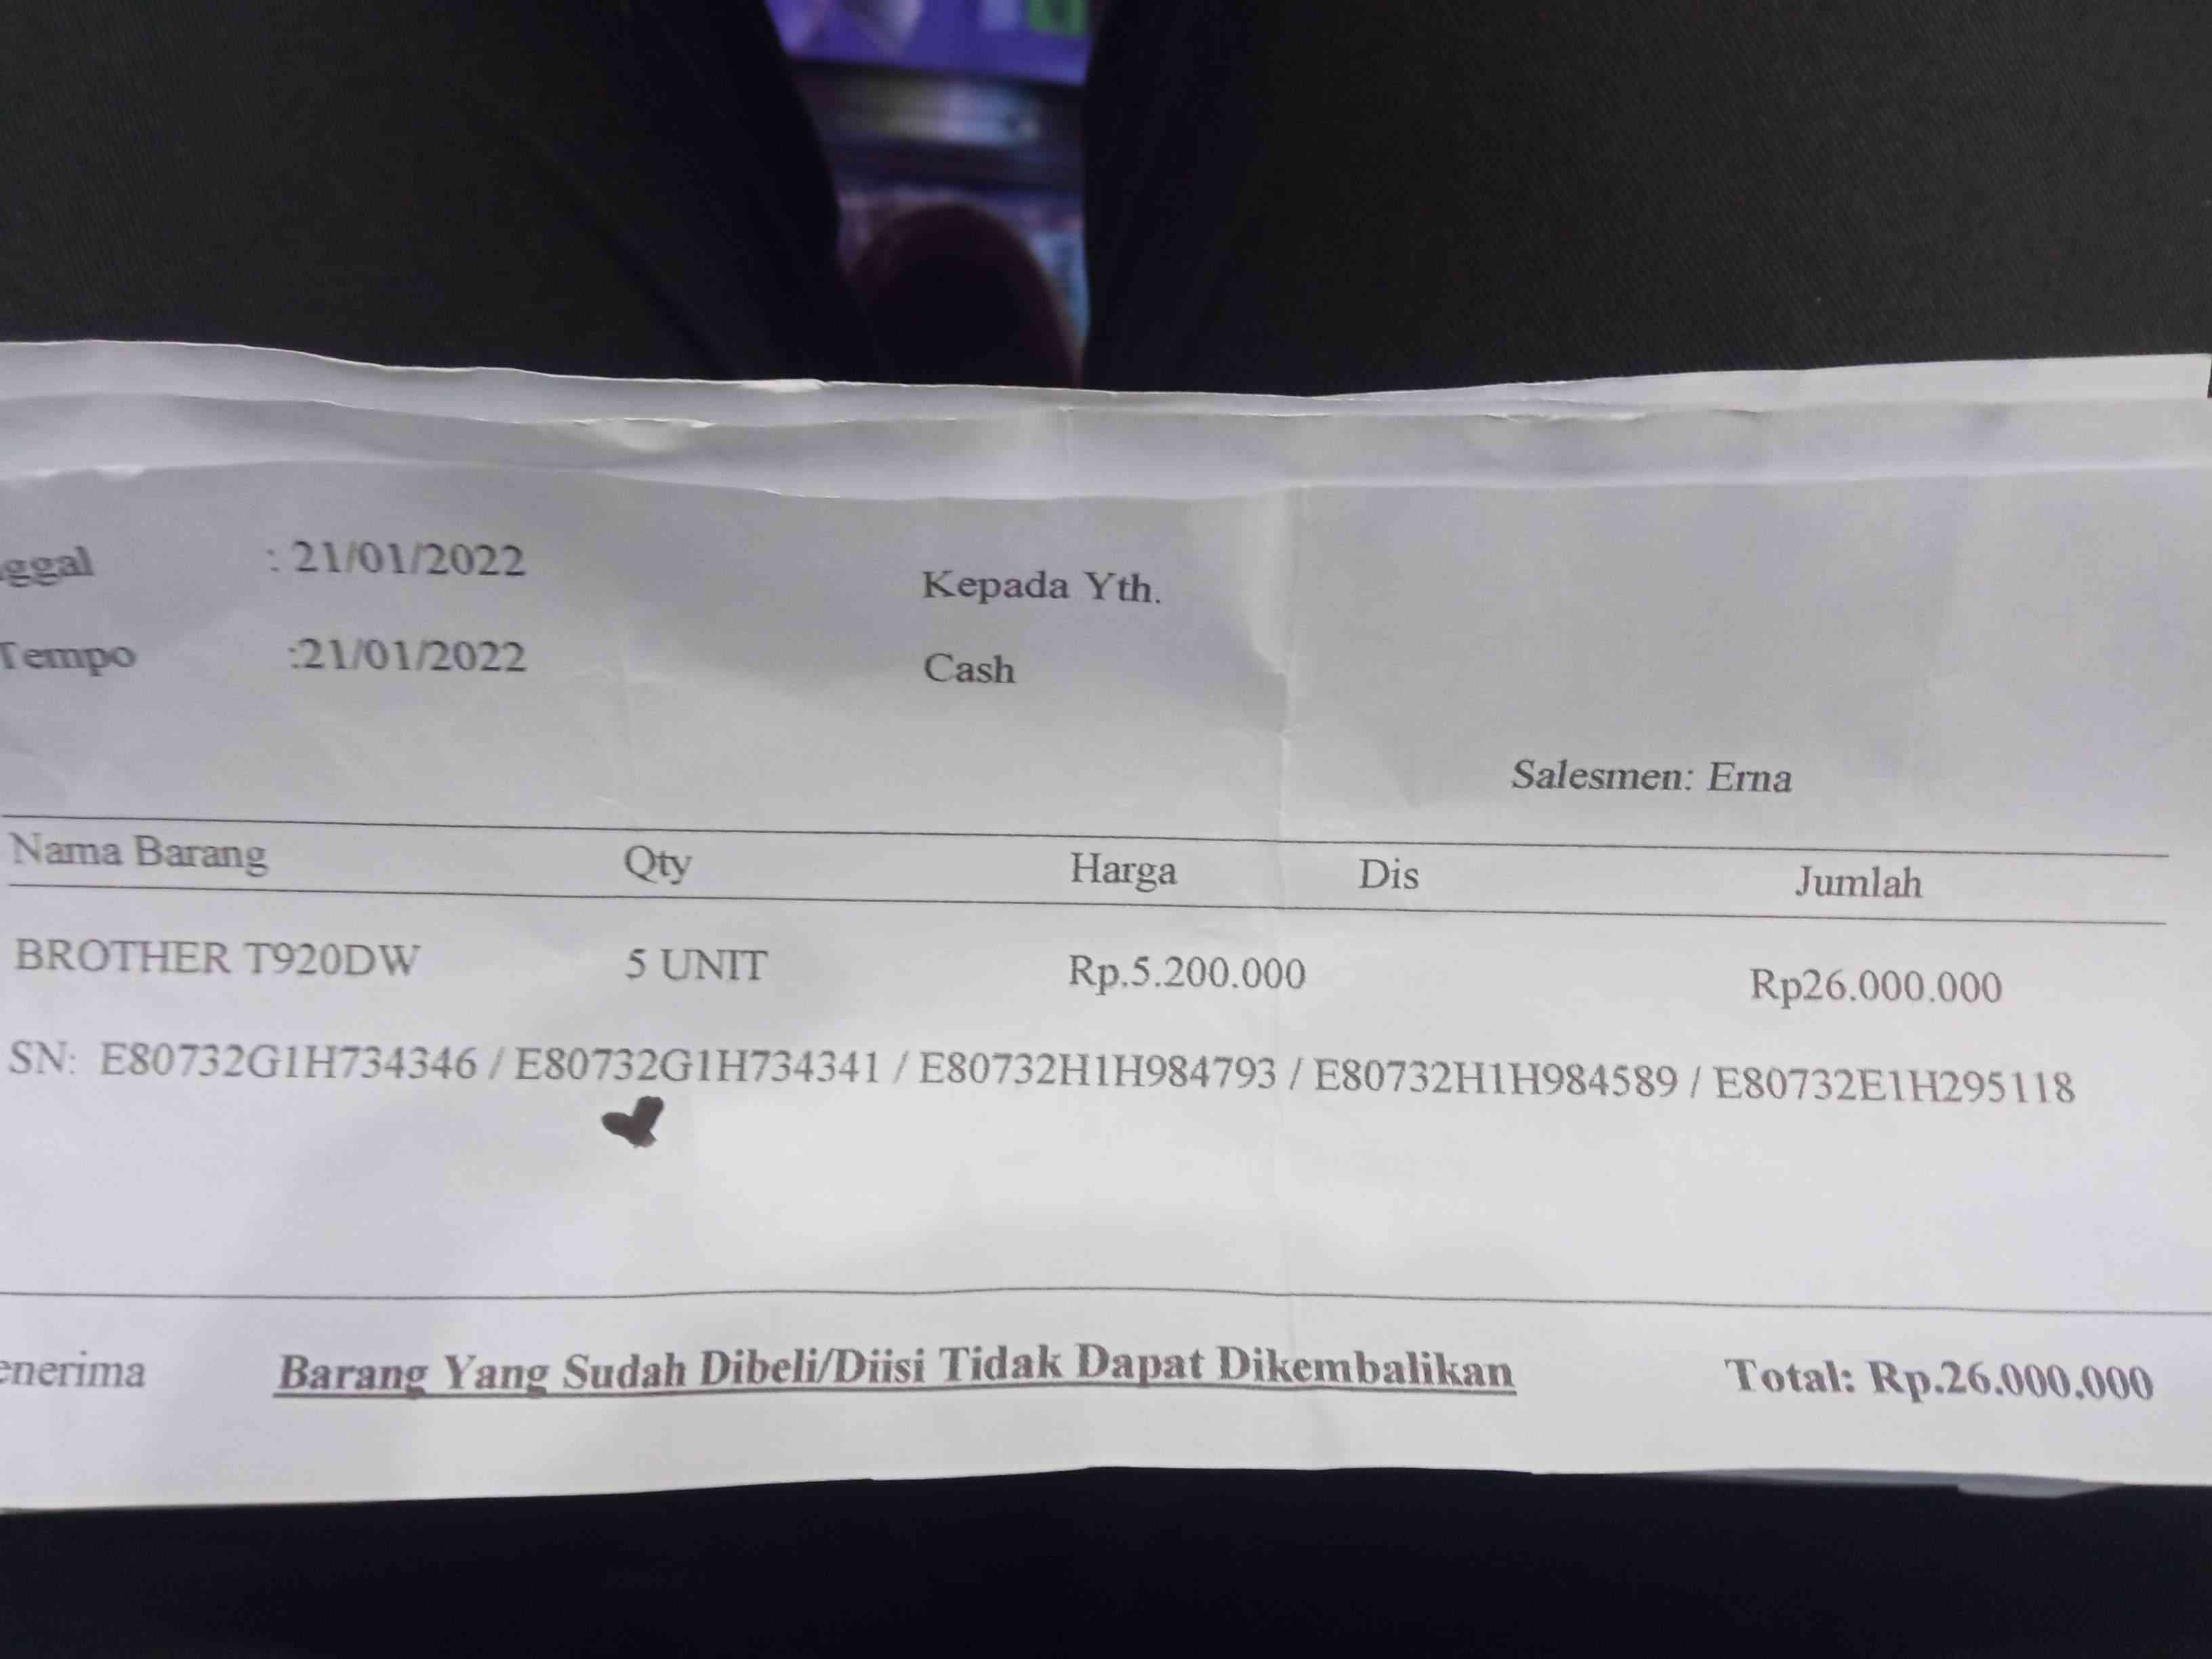 ggal : 21/01/2022 Kepada Yth.
Tempo :21/01/2022 Cash
Salesmen: Erna
Nama Barang Qty Harga Dis Jumlah
BROTHER T920DW 5 UNIT Rp.5.200.000 Rp26.000.000
SN: E80732G1H734346 / E80732G1H734341 / E80732H1H984793 / E80732H1H984589 / E80732E1H295118
enerima Barang Yang Sudah Dibeli/Diisi Tidak Dapat Dikembalikan Total: Rp.26.000.000